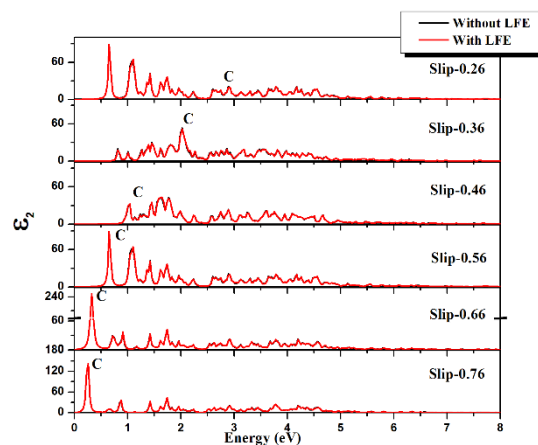 Without LFE
With LFE
60
C
Slip-0.26
0
60
C
Slip-0.36
0
60
C
Slip-0.46
0
60
C
Slip-0.56
0
240
C
60
Slip-0.66
180
120
Slip-0.76
60
0
ε₂
0 1 2 3 4 5 6 7 8
Energy (eV)